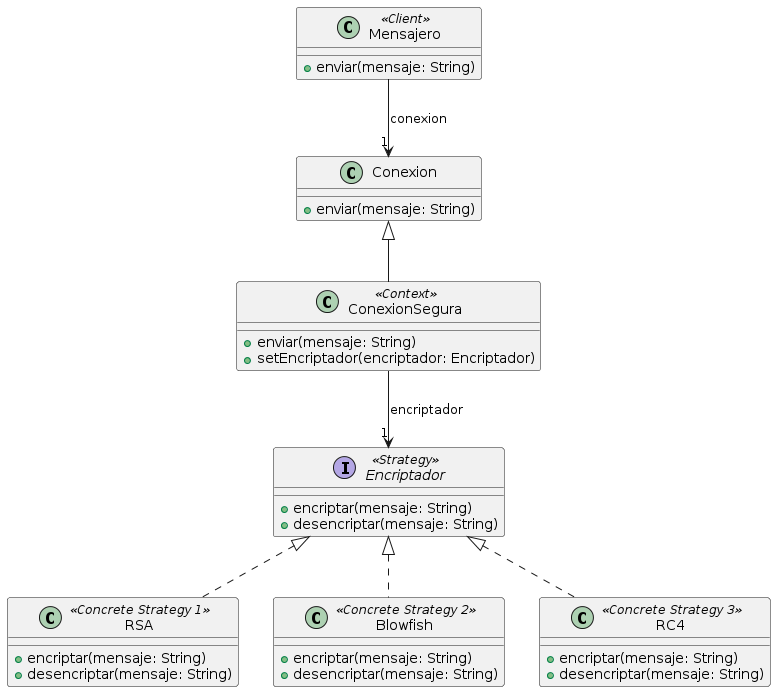 C
«Client»
Mensajero
enviar(mensaje: String)
conexion
1
C
Conexion
enviar(mensaje: String)
C
«Context»
ConexionSegura
enviar(mensaje: String)
setEncriptador(encriptador: Encriptador)
encriptador
1
I
«Strategy»
Encriptador
encriptar(mensaje: String)
desencriptar(mensaje: String)
C
«Concrete Strategy 1»
RSA
encriptar(mensaje: String)
desencriptar(mensaje: String)
C
«Concrete Strategy 2»
Blowfish
encriptar(mensaje: String)
desencriptar(mensaje: String)
C
«Concrete Strategy 3»
RC4
encriptar(mensaje: String)
desencriptar(mensaje: String)